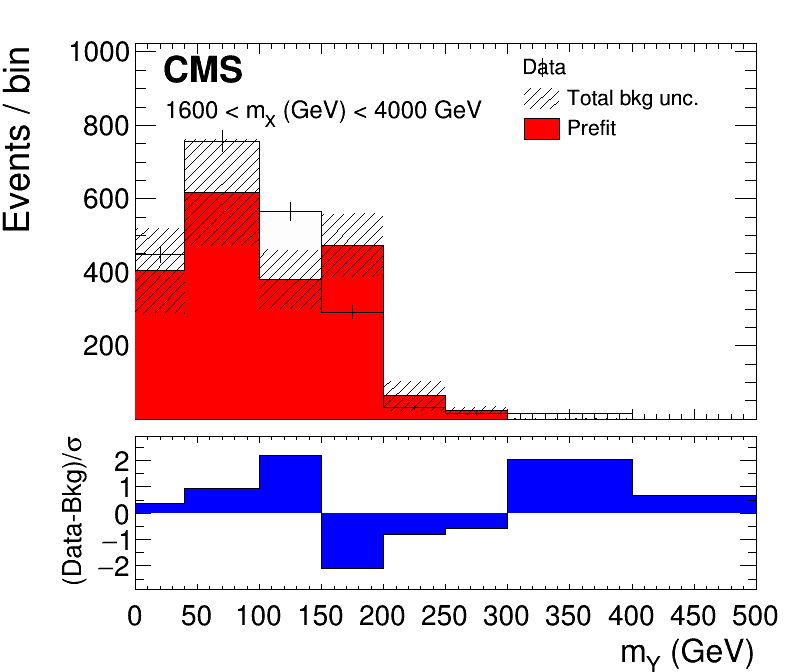 1000
800
600
400
200
Events / bin
CMS
1600 < m_X (GeV) < 4000 GeV
Data
Total bkg unc.
Prefit
2
1
0
−1
−2
(Data-Bkg)/σ
0 50 100 150 200 250 300 350 400 450 500
m_Y (GeV)